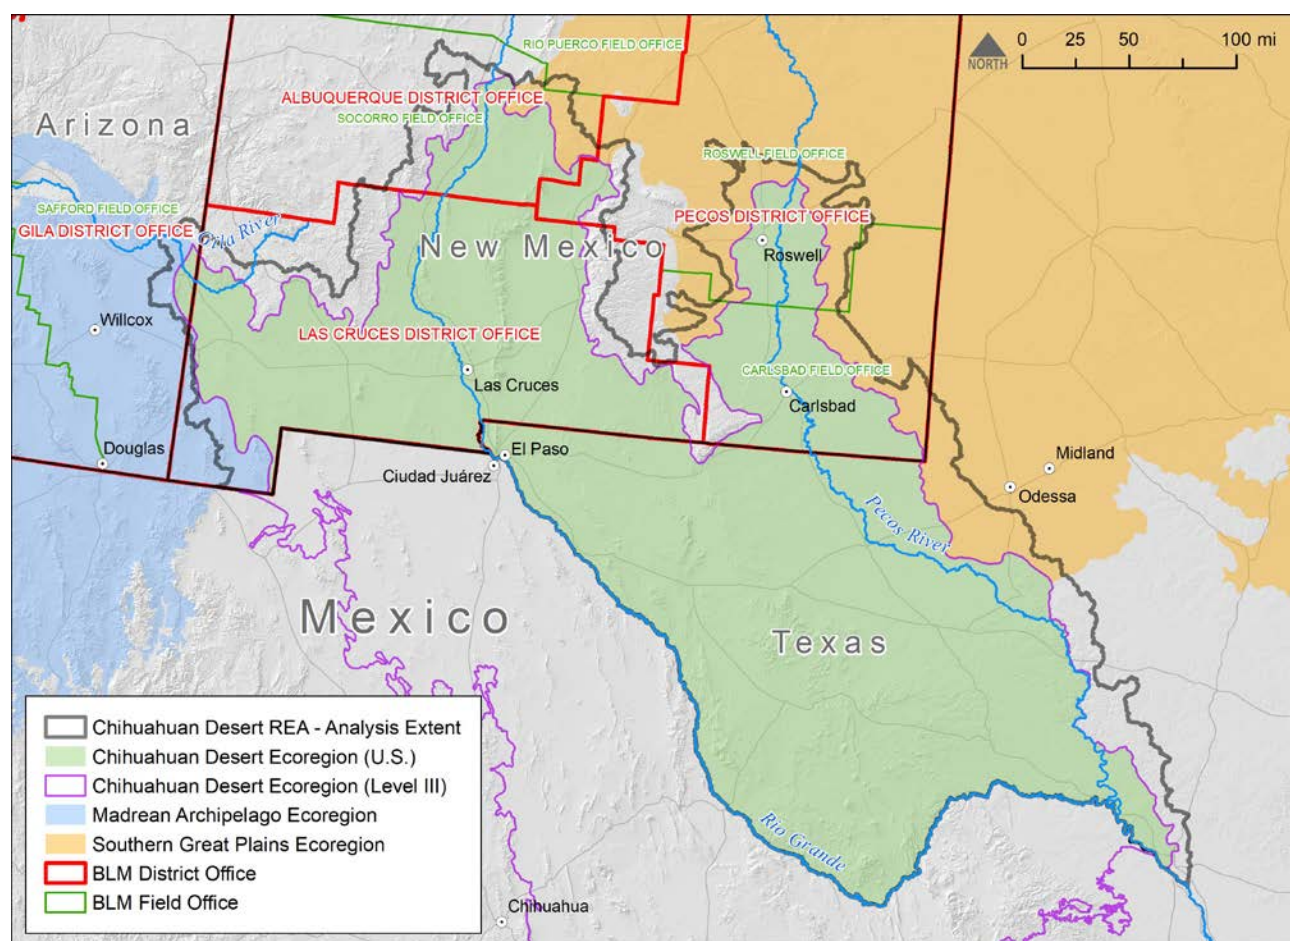 RIO PUERCO FIELD OFFICE
NORTH
0 25 50 100 mi
ALBUQUERQUE DISTRICT OFFICE
SOCORRO FIELD OFFICE
Arizona
ROSWELL FIELD OFFICE
SAFFORD FIELD OFFICE
GILA DISTRICT OFFICE
Gila River
PECOS DISTRICT OFFICE
New Mexico
Roswell
Willcox
LAS CRUCES DISTRICT OFFICE
Las Cruces
CARLSBAD FIELD OFFICE
Carlsbad
Douglas
El Paso
Ciudad Juárez
Midland
Odessa
Pecos River
Mexico
Texas
Rio Grande
Chihuahua
Chihuahuan Desert REA - Analysis Extent
Chihuahuan Desert Ecoregion (U.S.)
Chihuahuan Desert Ecoregion (Level III)
Madrean Archipelago Ecoregion
Southern Great Plains Ecoregion
BLM District Office
BLM Field Office